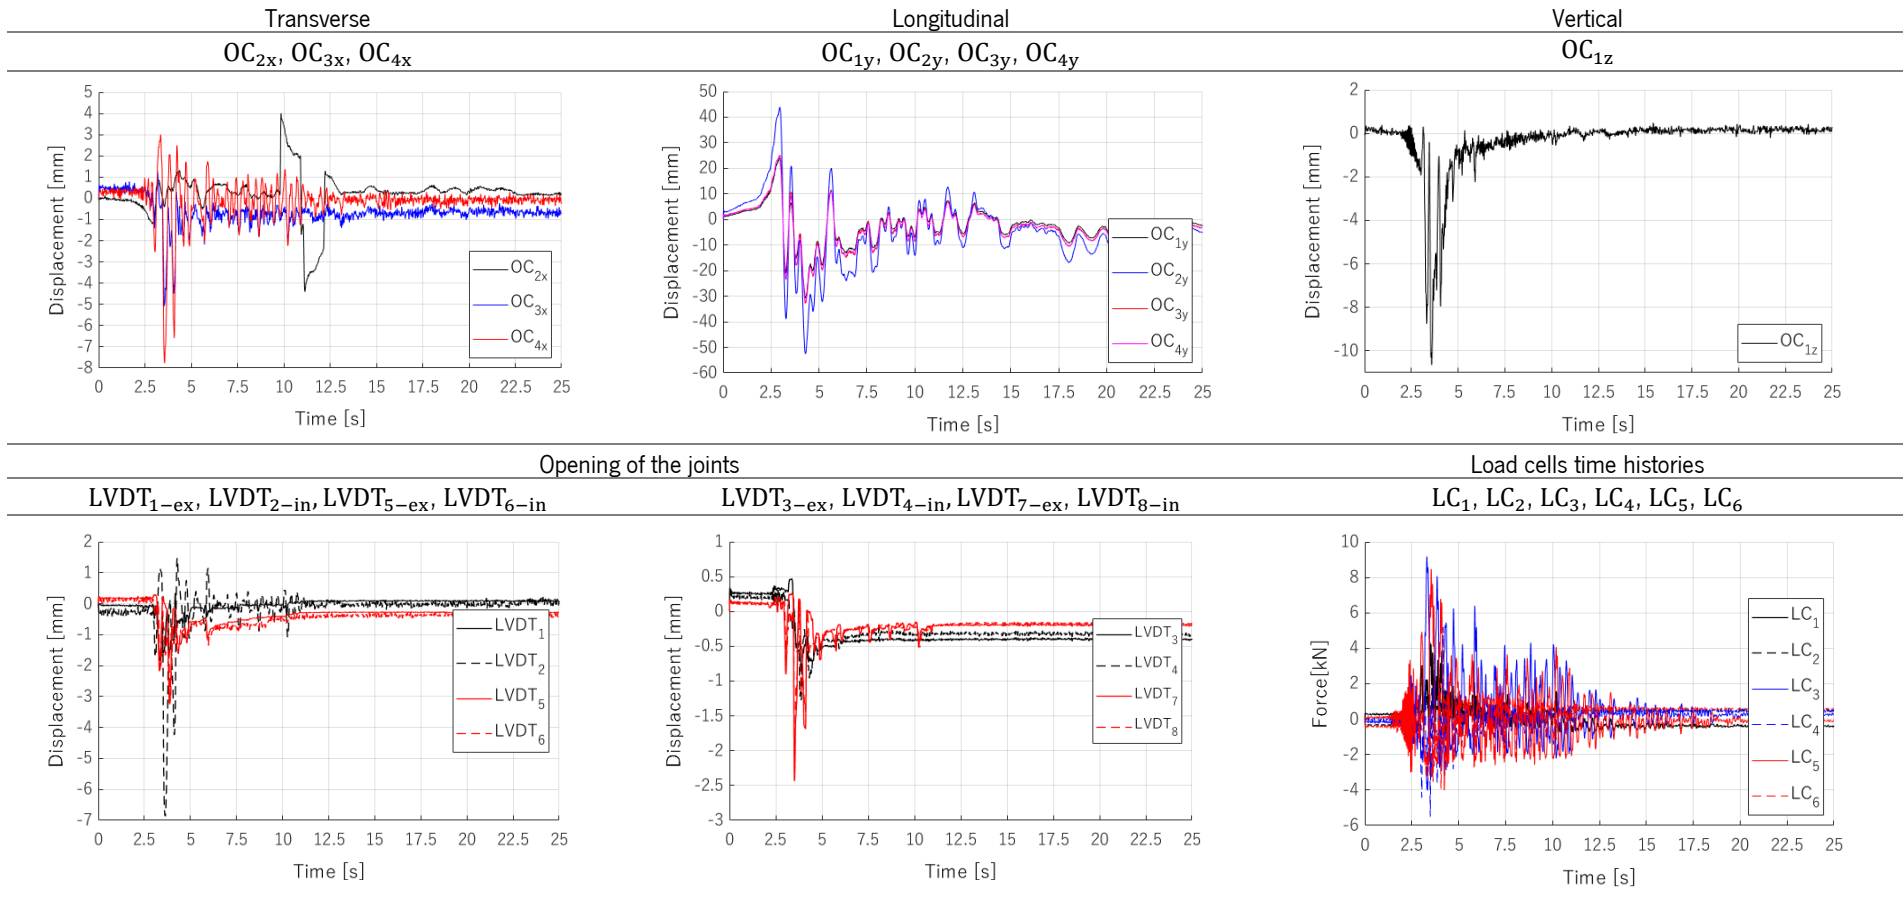 Transverse Longitudinal Vertical
OC2x, OC3x, OC4x OC1y, OC2y, OC3y, OC4y OC1z
5
4
3
2
1
0
-1
-2
-3
-4
-5
-6
-7
-8
Displacement [mm]
0 2.5 5 7.5 10 12.5 15 17.5 20 22.5 25
Time [s]
OC2x
OC3x
OC4x
50
40
30
20
10
0
-10
-20
-30
-40
-50
-60
Displacement [mm]
0 2.5 5 7.5 10 12.5 15 17.5 20 22.5 25
Time [s]
OC1y
OC2y
OC3y
OC4y
2
0
-2
-4
-6
-8
-10
Displacement [mm]
0 2.5 5 7.5 10 12.5 15 17.5 20 22.5 25
Time [s]
OC1z
Opening of the joints Load cells time histories
LVDT1−ex, LVDT2−in, LVDT5−ex, LVDT6−in LVDT3−ex, LVDT4−in, LVDT7−ex, LVDT8−in LC1, LC2, LC3, LC4, LC5, LC6
2
1
0
-1
-2
-3
-4
-5
-6
-7
Displacement [mm]
0 2.5 5 7.5 10 12.5 15 17.5 20 22.5 25
Time [s]
LVDT1
LVDT2
LVDT5
LVDT6
1
0.5
0
-0.5
-1
-1.5
-2
-2.5
-3
Displacement [mm]
0 2.5 5 7.5 10 12.5 15 17.5 20 22.5 25
Time [s]
LVDT3
LVDT4
LVDT7
LVDT8
10
8
6
4
2
0
-2
-4
-6
Force[kN]
0 2.5 5 7.5 10 12.5 15 17.5 20 22.5 25
Time [s]
LC1
LC2
LC3
LC4
LC5
LC6